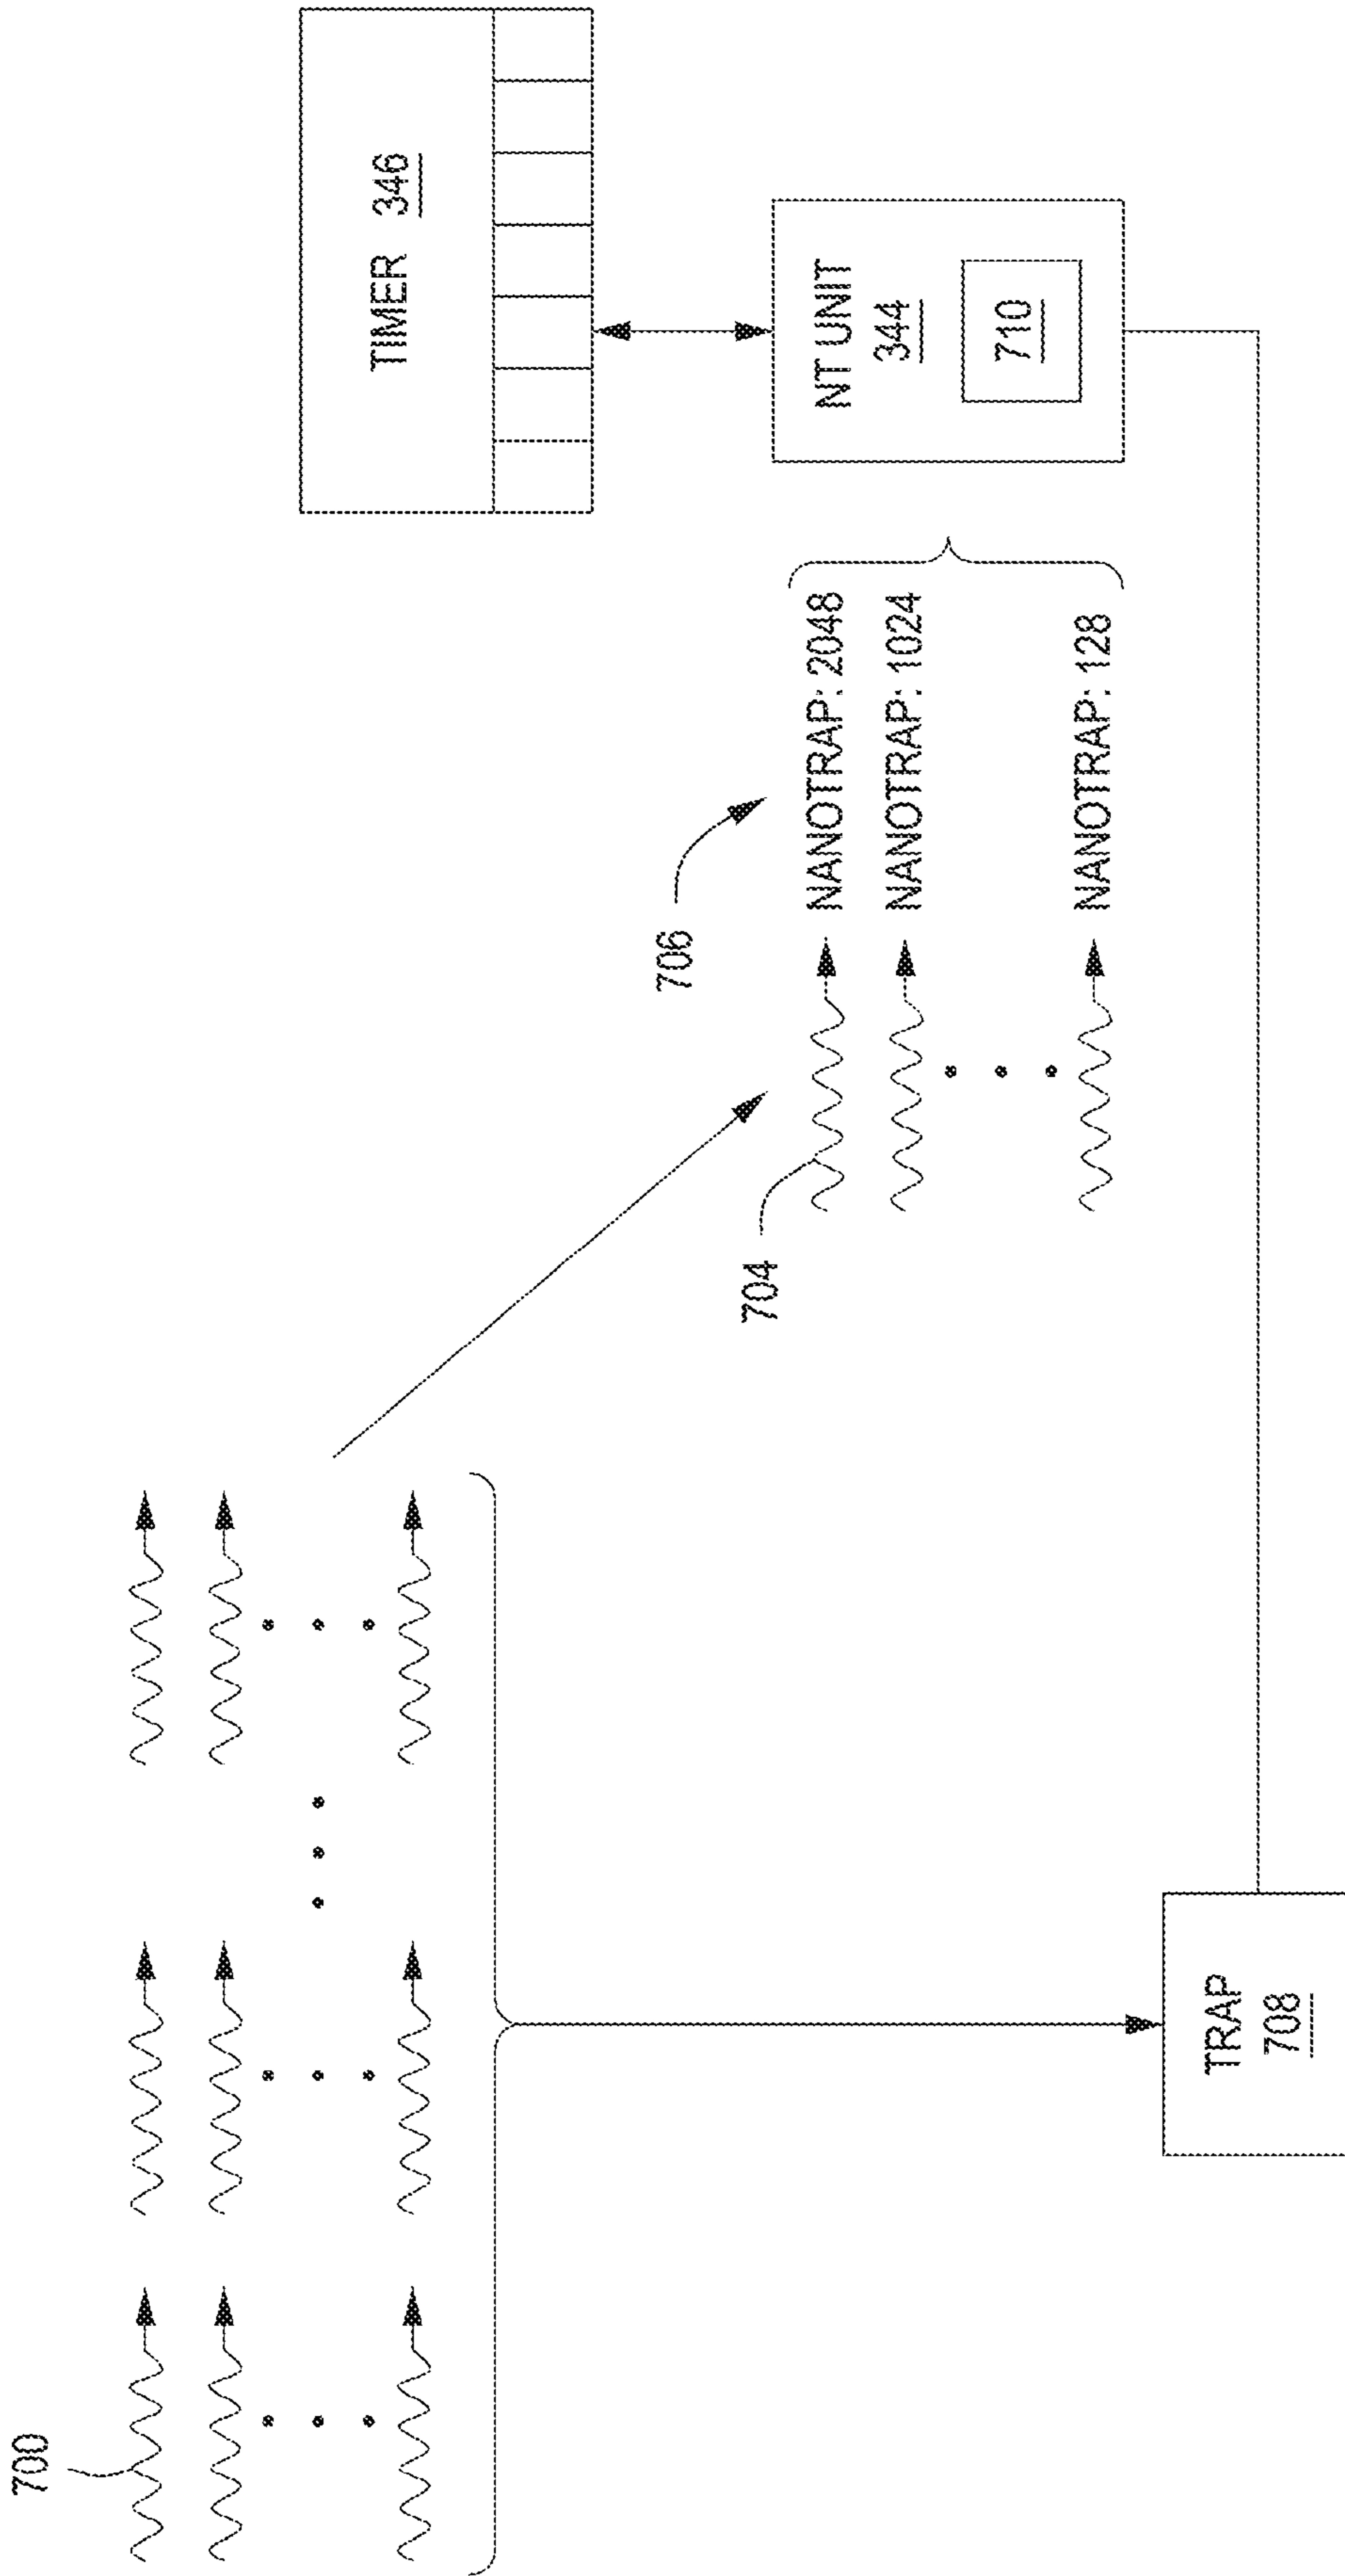 700
TIMER 346
706
704
NANOTRAP: 2048
NANOTRAP: 1024
NANOTRAP: 128
NT UNIT
344
710
TRAP
708